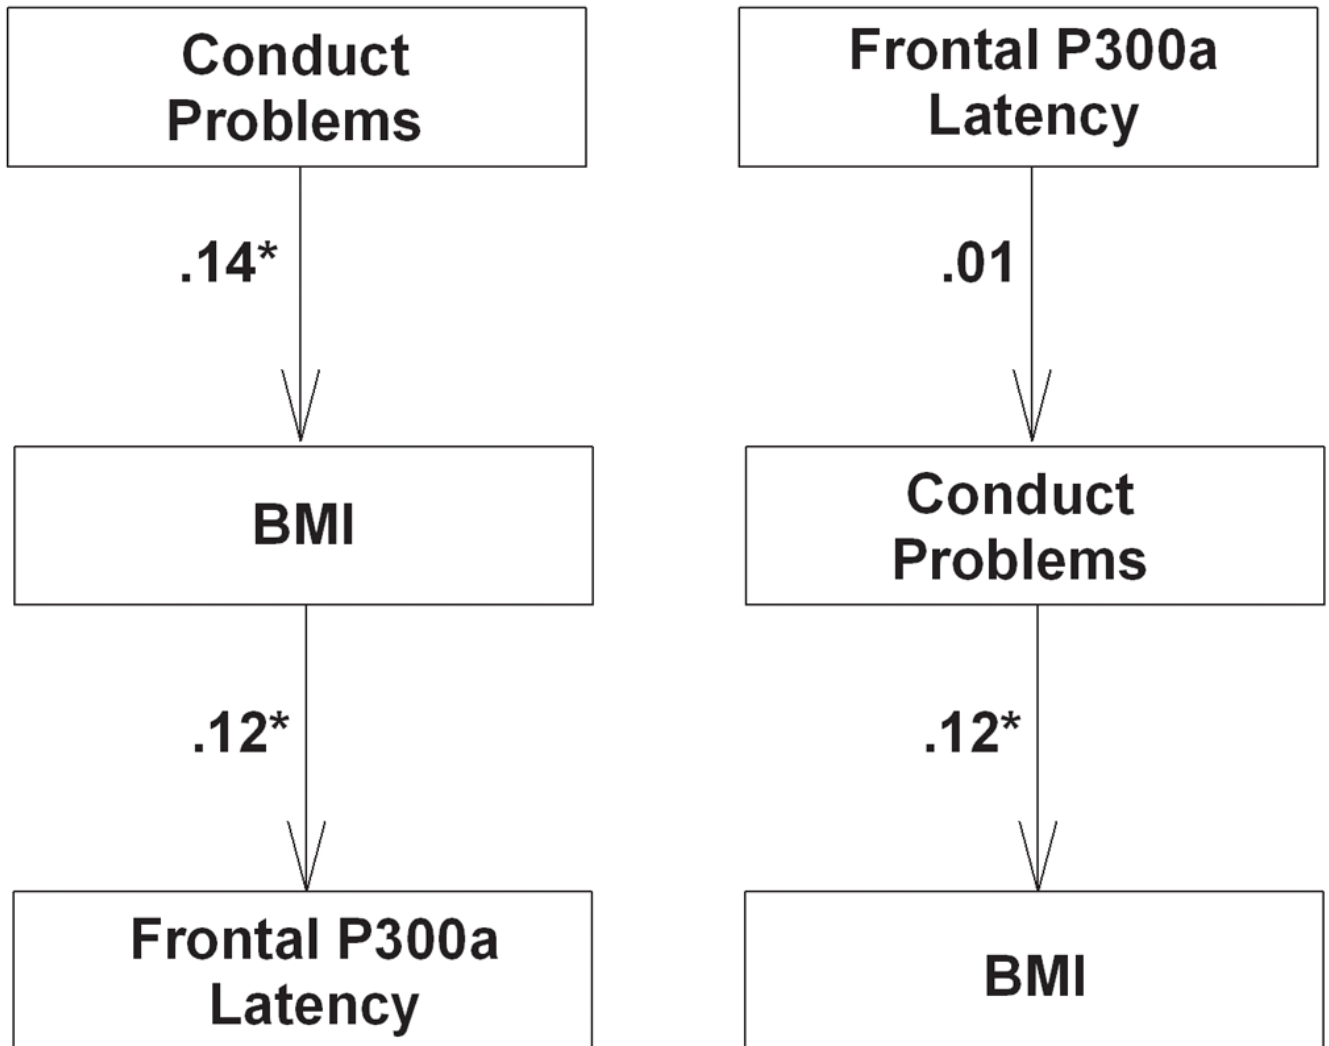 Conduct
Problems
.14*
BMI
.12*
Frontal P300a
Latency
Frontal P300a
Latency
.01
Conduct
Problems
.12*
BMI